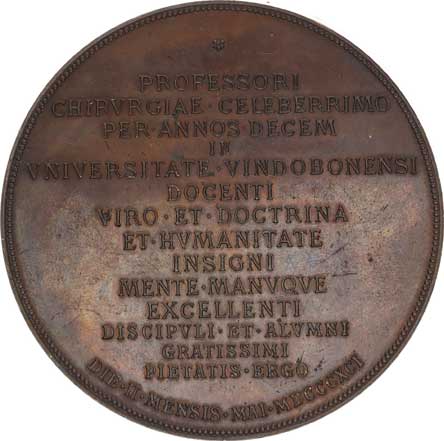 PROFESSORI
CHIRVRGIAE · CELEBERRIMO
PER · ANNOS · DECEM
IN
VNIVERSITATE · VINDOBONENSI
DOCENTI
VIRO · ET · DOCTRINA
ET · HVMANITATE
INSIGNI
MENTE · MANVQVE
EXCELLENTI
DISCIPVLI · ET · ALVMNI
GRATISSIMI
PIETATIS · ERGO
DIE · II · MENSIS · MAI · MDCCCXCI